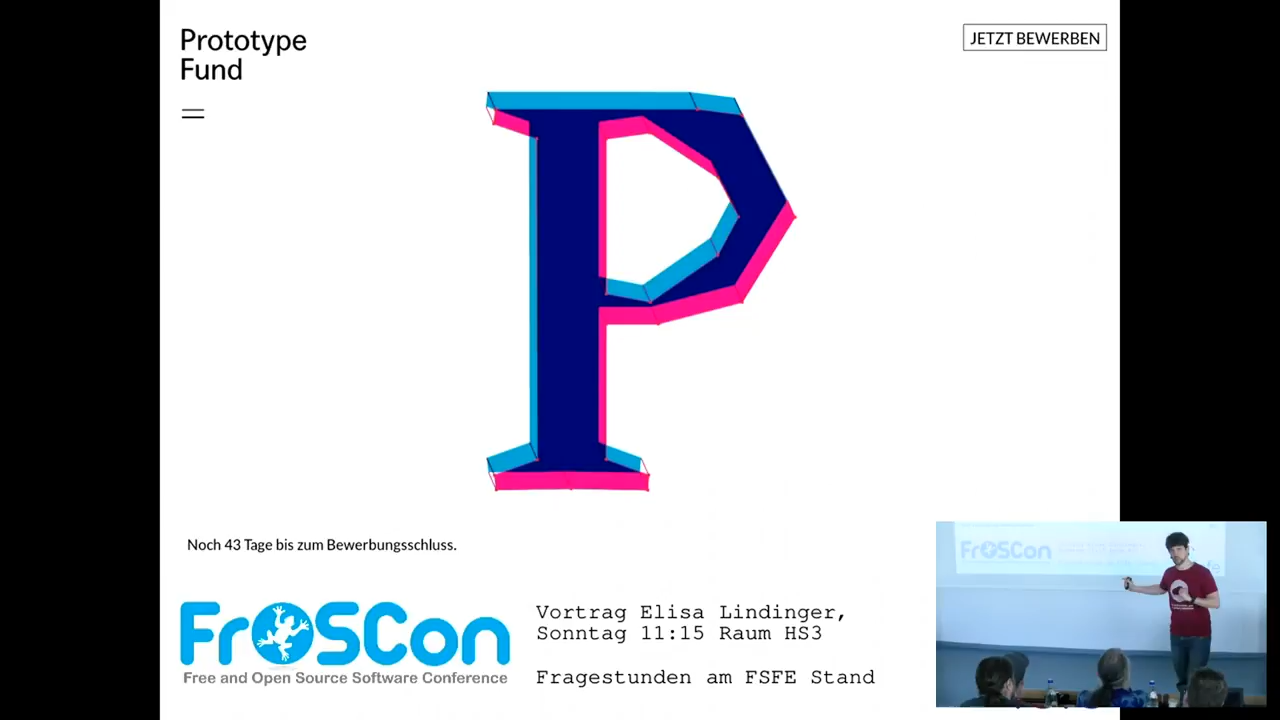 Prototype
Fund
JETZT BEWERBEN
P
Noch 43 Tage bis zum Bewerbungsschluss.
FrOSCon
Free and Open Source Software Conference
Vortrag Elisa Lindinger,
Sonntag 11:15 Raum HS3
Fragestunden am FSFE Stand
FrOSCon